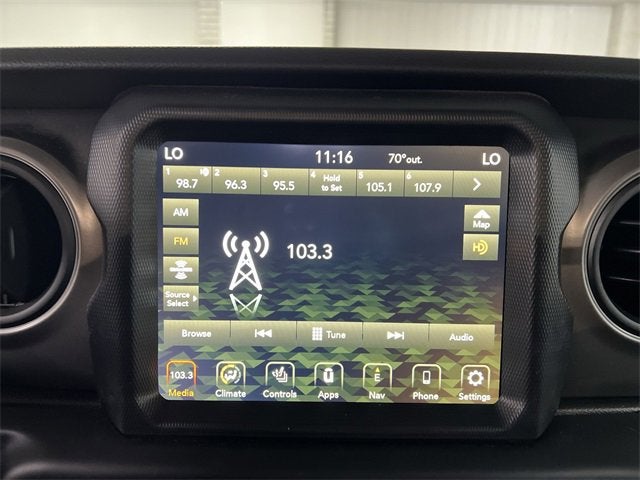 LO 11:16 70°out. LO
1 98.7 2 96.3 3 95.5 4 Hold to Set 5 105.1 6 107.9
AM
Map
FM
HD
103.3
Source Select
Browse Tune Audio
103.3 E
Media Climate Controls Apps Nav Phone Settings